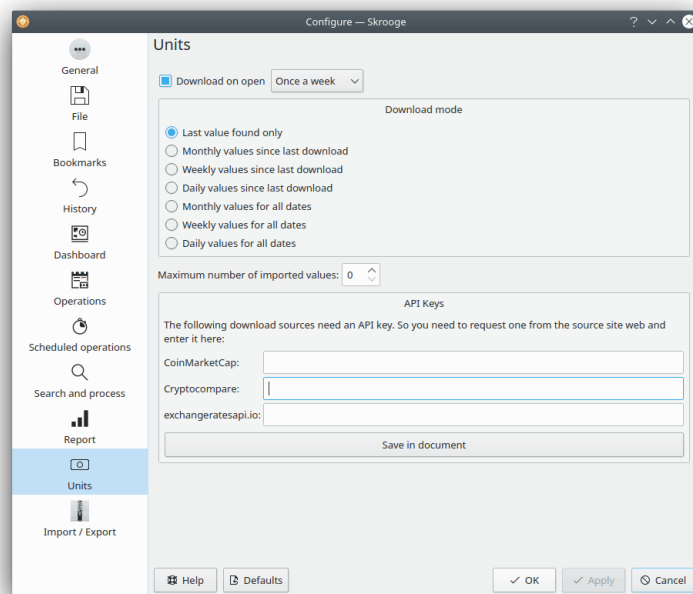 Configure — Skrooge
General
File
Bookmarks
History
Dashboard
Operations
Scheduled operations
Search and process
Report
Units
Import / Export
Units
Download on open Once a week
Download mode
Last value found only
Monthly values since last download
Weekly values since last download
Daily values since last download
Monthly values for all dates
Weekly values for all dates
Daily values for all dates
Maximum number of imported values: 0
API Keys
The following download sources need an API key. So you need to request one from the source site web and
enter it here:
CoinMarketCap:
Cryptocompare:
exchangeratesapi.io:
Save in document
Help Defaults OK Apply Cancel